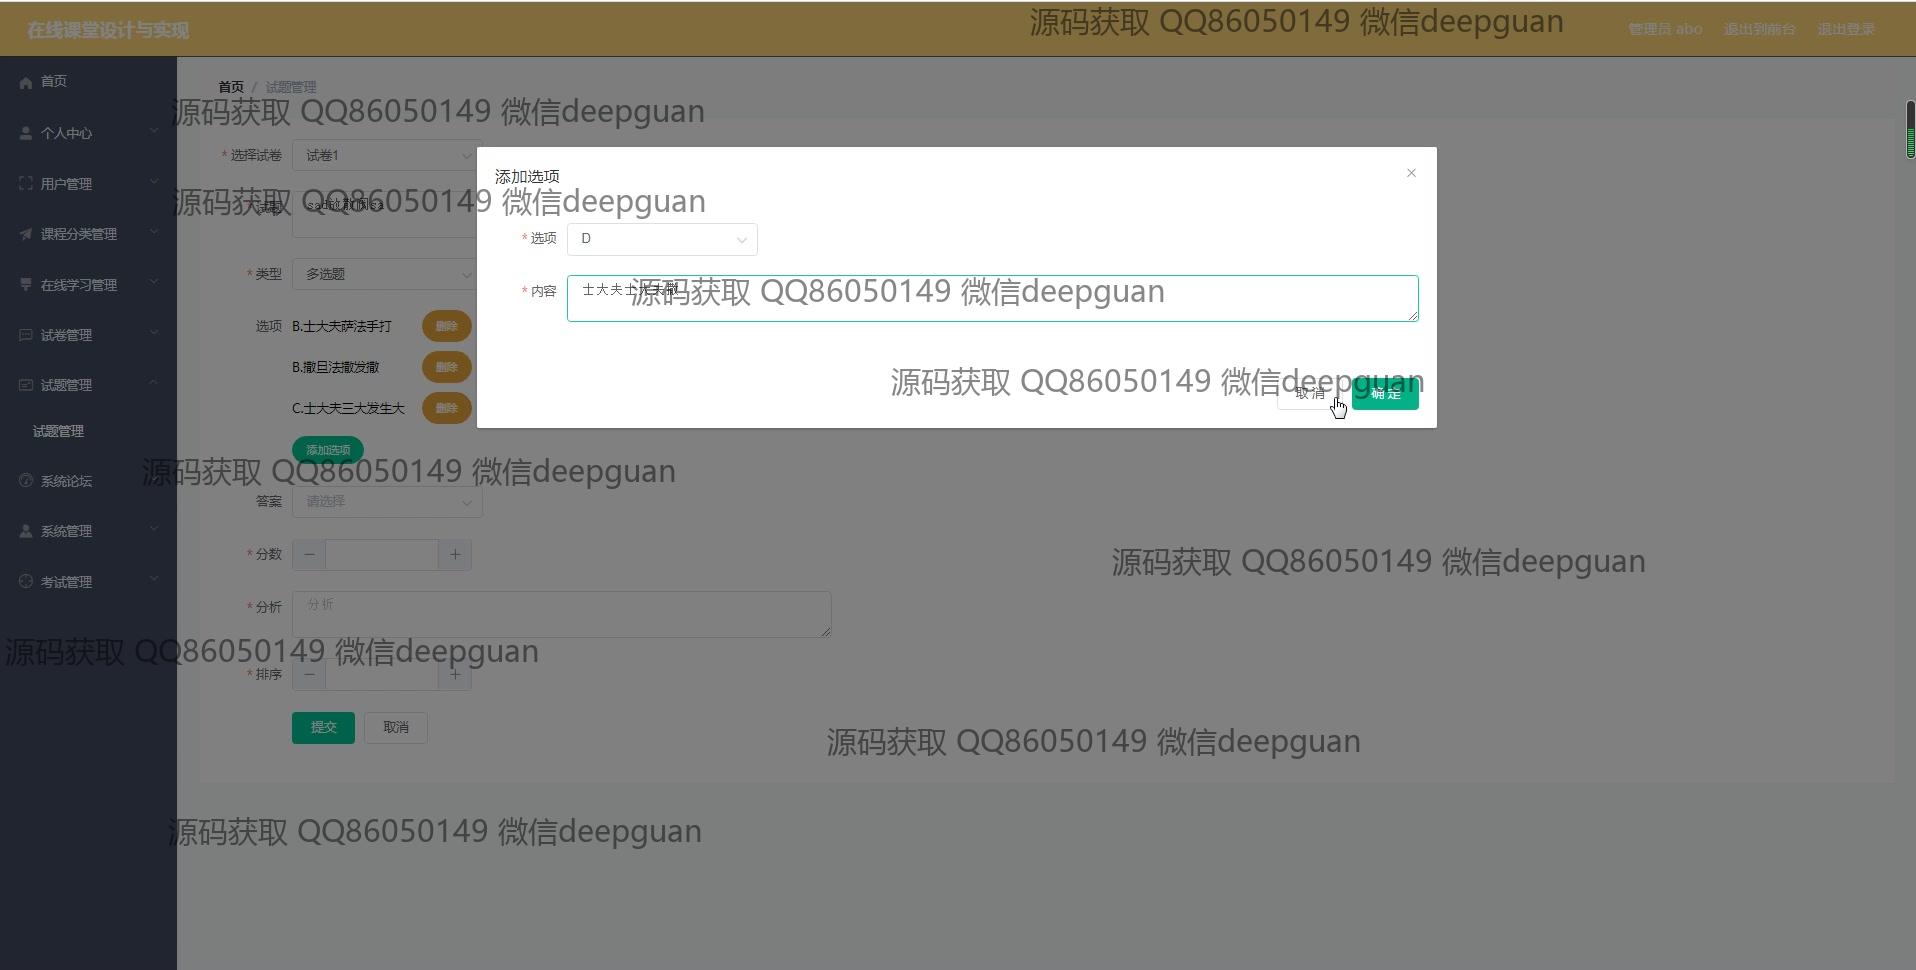 在线课堂设计与实现
源码获取 QQ86050149 微信deepguan
管理员 abo 退出到前台 退出登录
首页
个人中心
用户管理
课程分类管理
在线学习管理
试卷管理
试题管理
试题管理
系统论坛
系统管理
考试管理
首页 / 试题管理
源码获取 QQ86050149 微信deepguan
* 选择试卷 试卷1
源码获取 QQ86050149 微信deepguan
* 试题
* 类型 多选题
选项 B.士大夫萨法手打 删除
B.撒旦法撒发撒 删除
C.士大夫三大发生大 删除
添加选项
源码获取 QQ86050149 微信deepguan
答案 请选择
* 分数 − +
* 分析 分析
源码获取 QQ86050149 微信deepguan
* 排序 − +
提交 取消
添加选项 ×
* 选项 D
* 内容 士大夫士大夫撒
源码获取 QQ86050149 微信deepguan
源码获取 QQ86050149 微信deepguan
取消 确定
源码获取 QQ86050149 微信deepguan
源码获取 QQ86050149 微信deepguan
源码获取 QQ86050149 微信deepguan